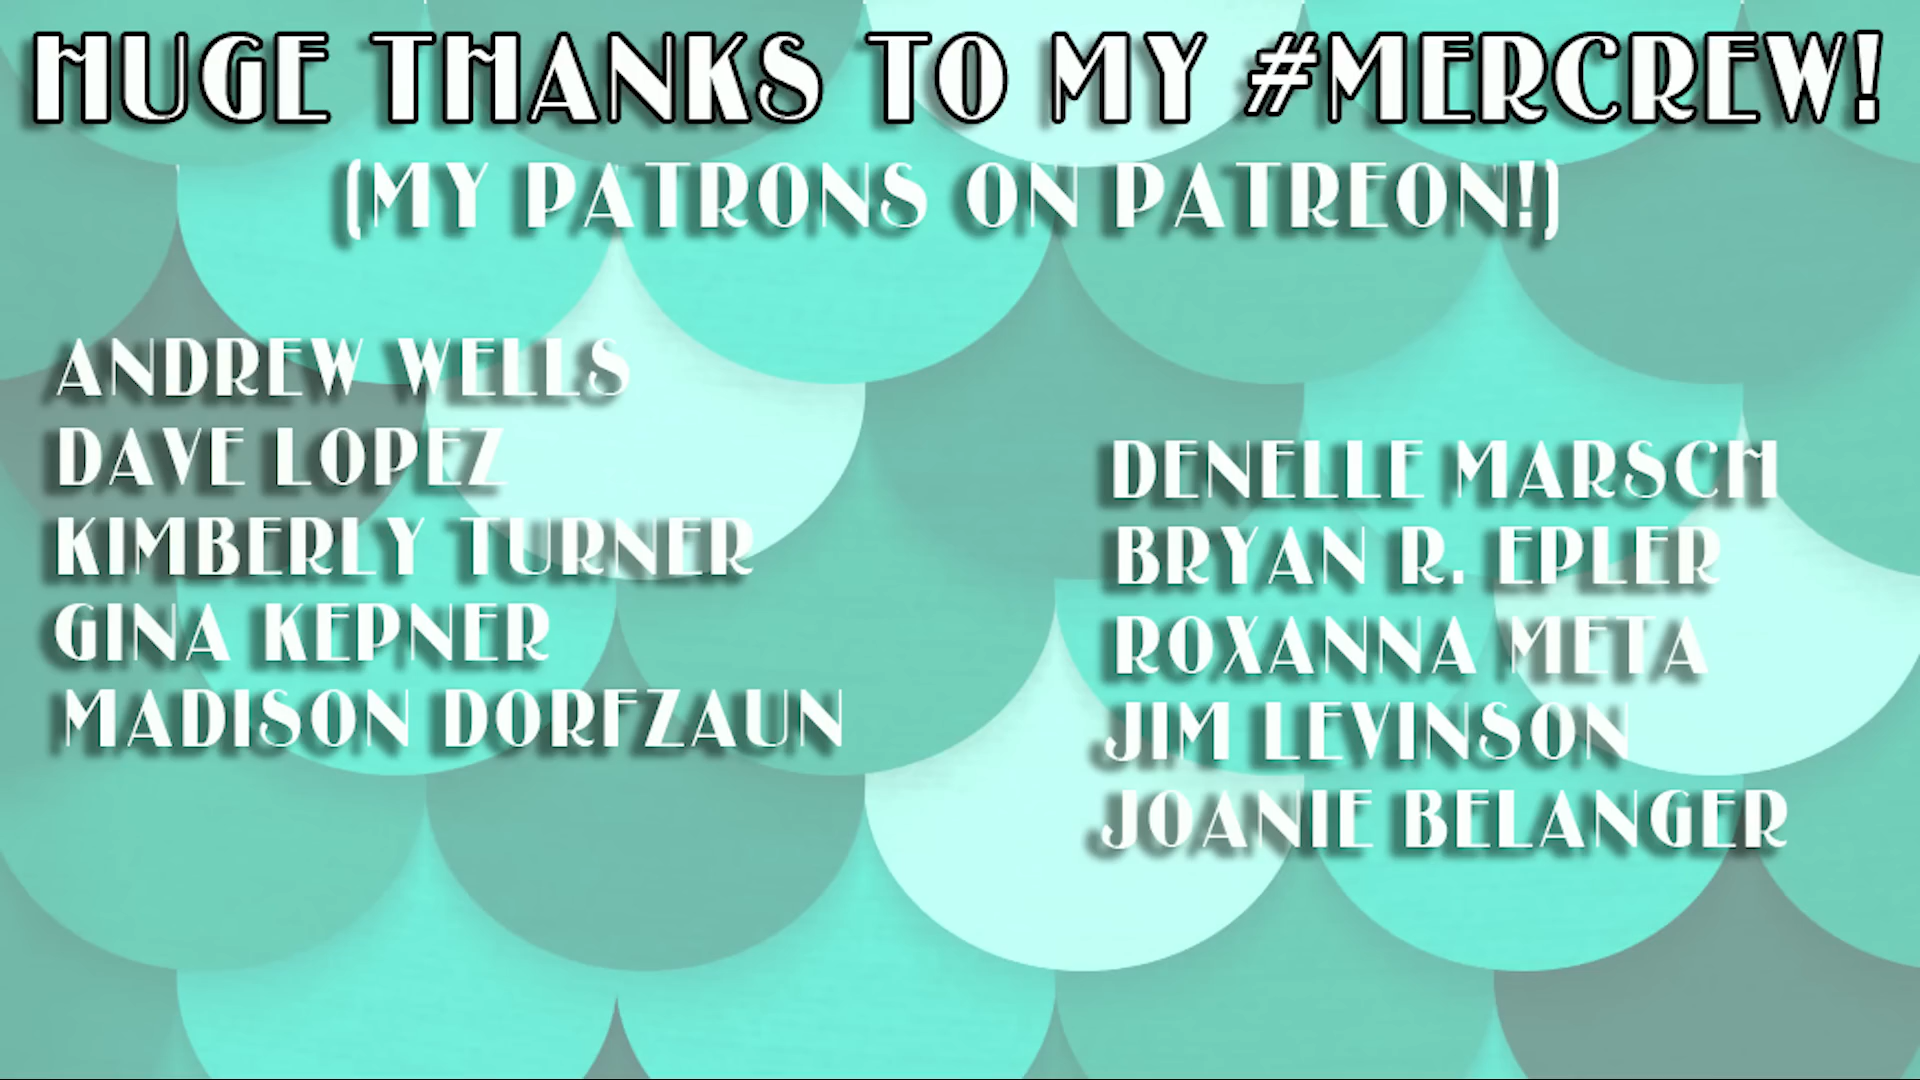 HUGE THANKS TO MY #MERCREW!
(MY PATRONS ON PATREON!)
ANDREW WELLS
DAVE LOPEZ
KIMBERLY TURNER
GINA KEPNER
MADISON DORFZAUN
DENELLE MARSCH
BRYAN R. EPLER
ROXANNA META
JIM LEVINSON
JOANIE BELANGER